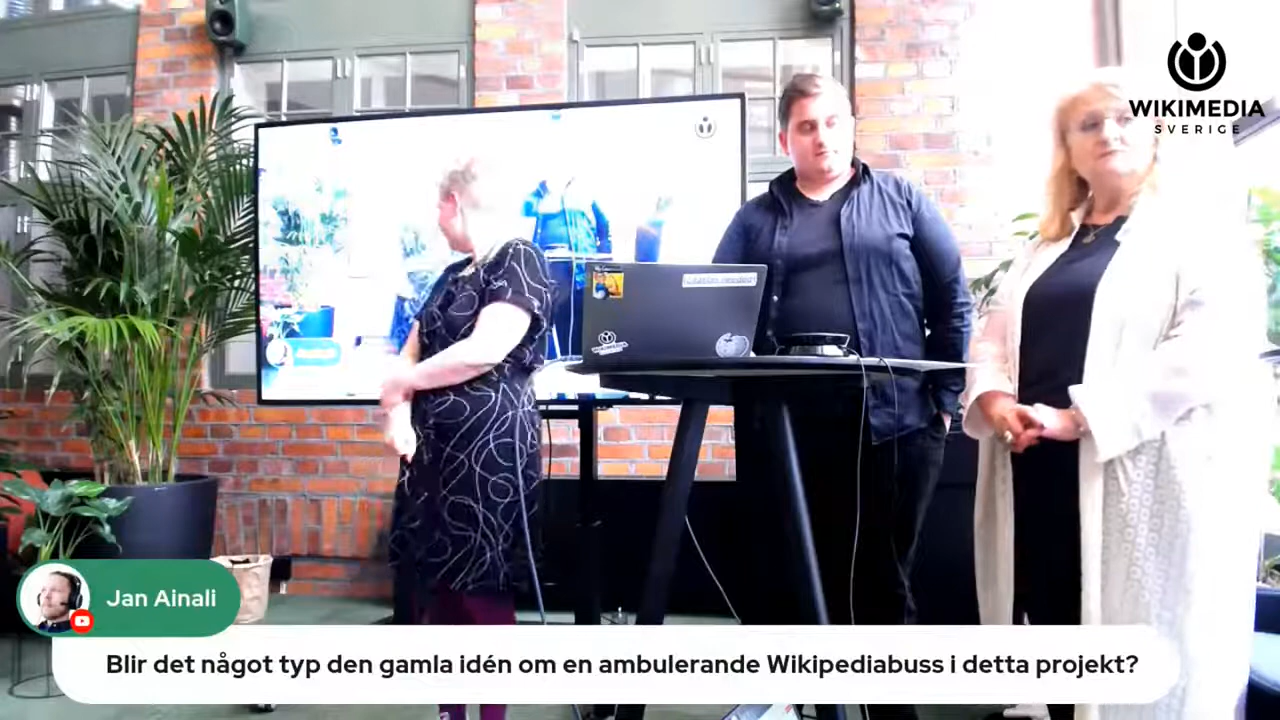 WIKIMEDIA
SVERIGE
Jan Ainali
Blir det något typ den gamla idén om en ambulerande Wikipediabuss i detta projekt?